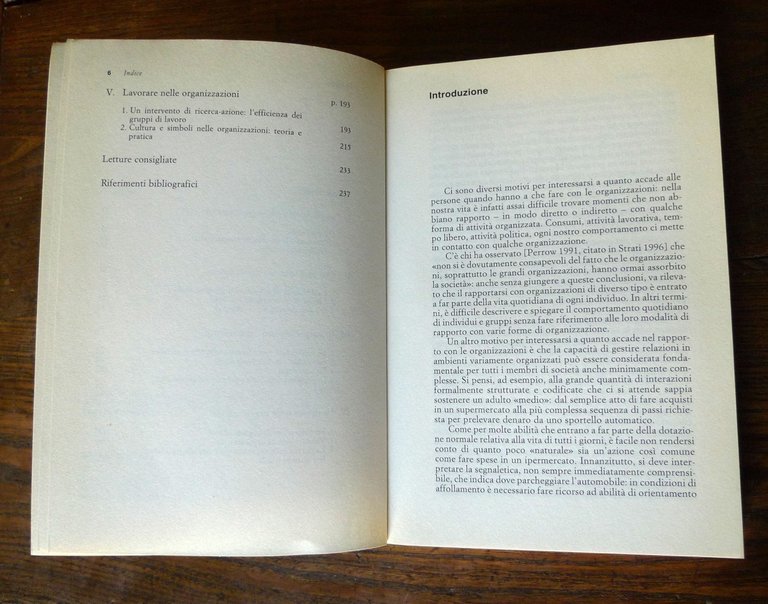 6 Indice
V. Lavorare nelle organizzazioni p. 193
1. Un intervento di ricerca-azione: l'efficienza dei
gruppi di lavoro 193
2. Cultura e simboli nelle organizzazioni: teoria e
pratica 215
Letture consigliate 233
Riferimenti bibliografici 237
Introduzione
Ci sono diversi motivi per interessarsi a quanto accade alle
persone quando hanno a che fare con le organizzazioni: nella
nostra vita è infatti assai difficile trovare momenti che non ab-
biano rapporto – in modo diretto o indiretto – con qualche
forma di attività organizzata. Consumi, attività lavorativa, tem-
po libero, attività politica, ogni nostro comportamento ci mette
in contatto con qualche organizzazione.
C'è chi ha osservato [Perrow 1991, citato in Strati 1996] che
«non si è dovutamente consapevoli del fatto che le organizzazio-
ni, soprattutto le grandi organizzazioni, hanno ormai assorbito
la società»: anche senza giungere a queste conclusioni, va rileva-
to che il rapportarsi con organizzazioni di diverso tipo è entrato
a far parte della vita quotidiana di ogni individuo. In altri termi-
ni, è difficile descrivere e spiegare il comportamento quotidiano
di individui e gruppi senza fare riferimento alle loro modalità di
rapporto con varie forme di organizzazione.
Un altro motivo per interessarsi a quanto accade nel rappor-
to con le organizzazioni è che la capacità di gestire relazioni in
ambienti variamente organizzati può essere considerata fonda-
mentale per tutti i membri di società anche minimamente com-
plesse. Si pensi, ad esempio, alla grande quantità di interazioni
formalmente strutturate e codificate che ci si attende sappia
sostenere un adulto «medio»: dal semplice atto di fare acquisti
in un supermercato alla più complessa sequenza di passi richie-
sta per prelevare denaro da uno sportello automatico.
Come per molte abilità che entrano a far parte della dotazio-
ne normale relativa alla vita di tutti i giorni, è facile non rendersi
conto di quanto poco «naturale» sia un'azione così comune
come fare spese in un ipermercato. Innanzitutto, si deve inter-
pretare la segnaletica, non sempre immediatamente comprensi-
bile, che indica dove parcheggiare l'automobile: in condizioni di
affollamento è necessario fare ricorso ad abilità di orientamento